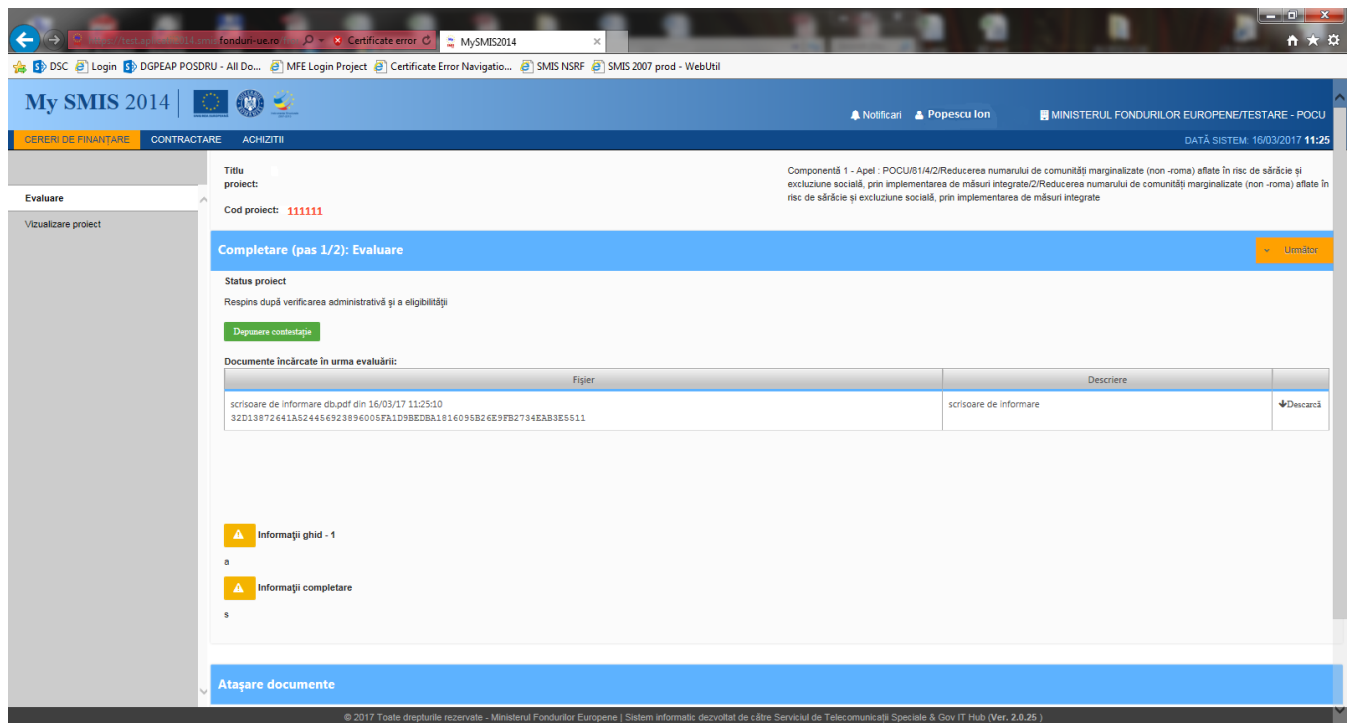 fonduri-ue.ro
Certificate error
MySMIS2014
DSC
Login
DGPEAP POSDRU - All Do...
MFE Login Project
Certificate Error Navigatio...
SMIS NSRF
SMIS 2007 prod - WebUtil
My SMIS 2014
Notificari
Popescu Ion
MINISTERUL FONDURILOR EUROPENE/TESTARE - POCU
CERERI DE FINANȚARE
CONTRACTARE
ACHIZITII
DATĂ SISTEM: 16/03/2017 11:25
Evaluare
Vizualizare proiect
Titlu
proiect:
Componentă 1 - Apel : POCU/81/4/2/Reducerea numarului de comunități marginalizate (non -roma) aflate în risc de sărăcie și
excluziune socială, prin implementarea de măsuri integrate/2/Reducerea numarului de comunități marginalizate (non -roma) aflate în
risc de sărăcie și excluziune socială, prin implementarea de măsuri integrate
Cod proiect: 111111
Completare (pas 1/2): Evaluare
Următor
Status proiect
Respins după verificarea administrativă şi a eligibilităţii
Depunere contestaţie
Documente încărcate în urma evaluării:
Fişier
Descriere
scrisoare de informare db.pdf din 16/03/17 11:25:10
32D13872641A524456923896005FA1D9BEDBA1816095B26E9FB2734EAB3E5511
scrisoare de informare
Descarcă
Informaţii ghid - 1
a
Informaţii completare
s
Ataşare documente
© 2017 Toate drepturile rezervate - Ministerul Fondurilor Europene | Sistem informatic dezvoltat de către Serviciul de Telecomunicații Speciale & Gov IT Hub (Ver. 2.0.25 )